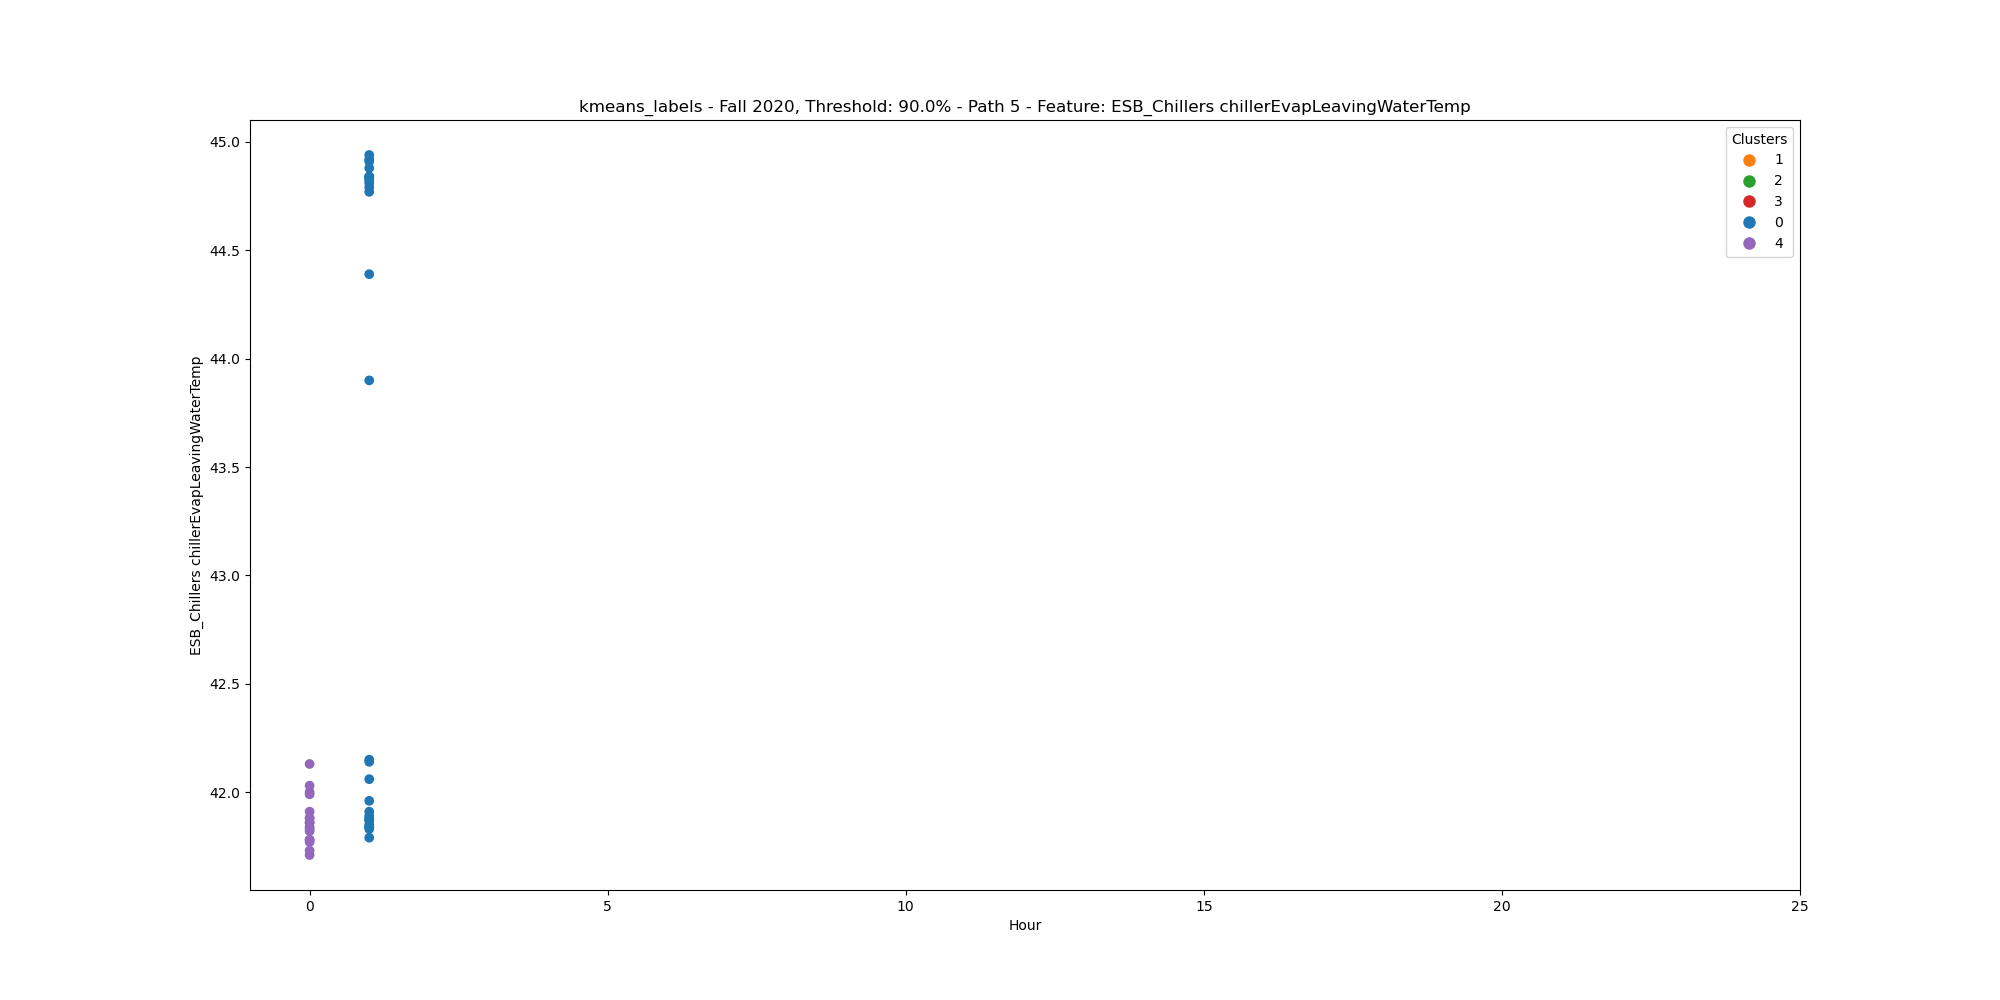 kmeans_labels - Fall 2020, Threshold: 90.0% - Path 5 - Feature: ESB_Chillers chillerEvapLeavingWaterTemp
Clusters
1
2
3
0
4
ESB_Chillers chillerEvapLeavingWaterTemp
45.0
44.5
44.0
43.5
43.0
42.5
42.0
0 5 10 15 20 25
Hour